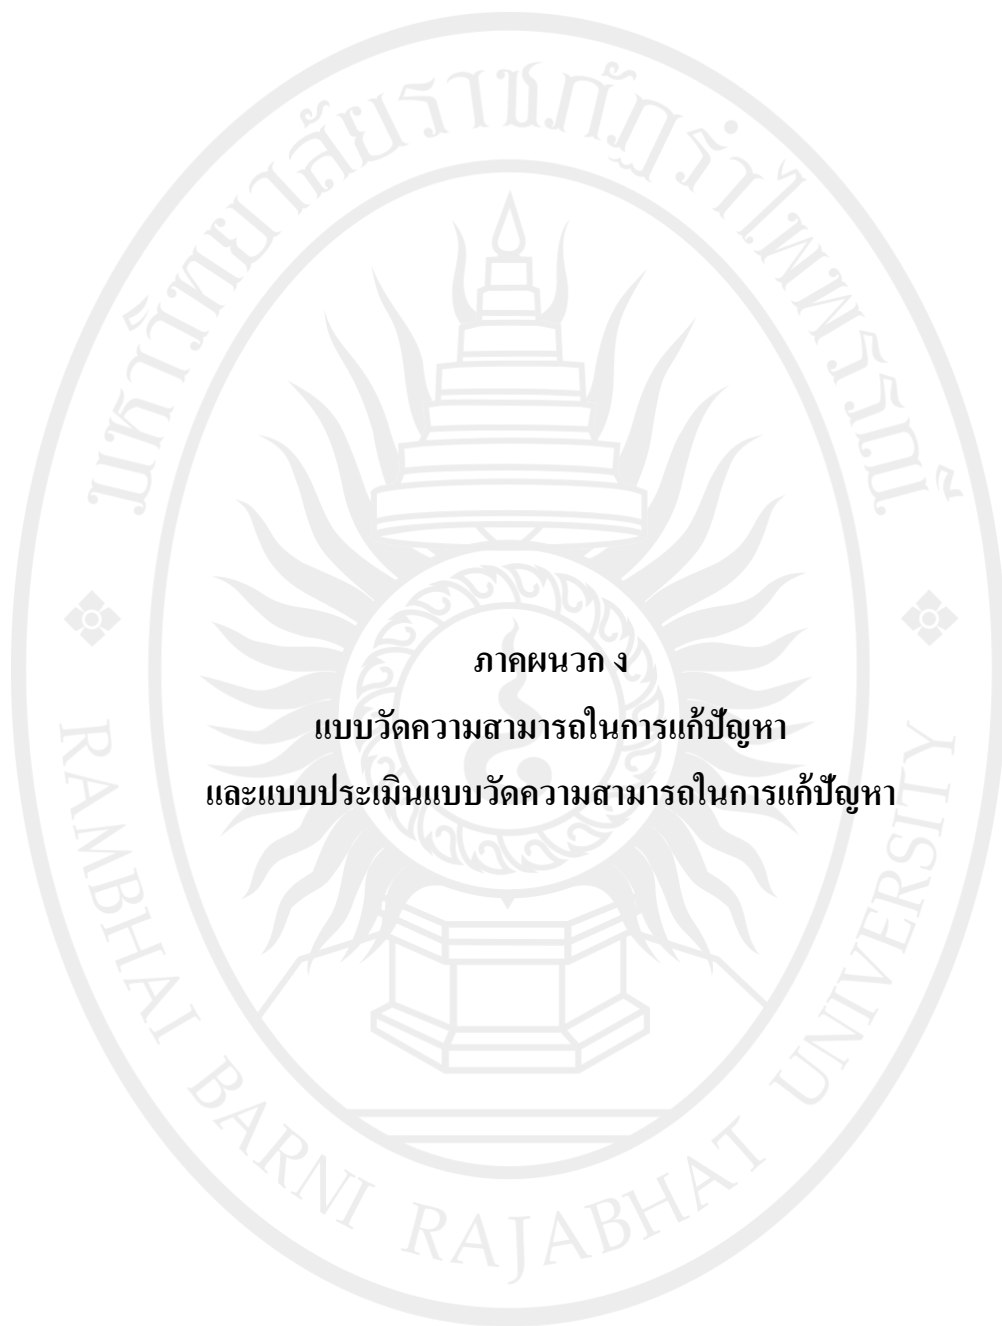 มหาวิทยาลัยราชภัฏรำไพพรรณี
ภาคผนวก ง
แบบวัดความสามารถในการแก้ปัญหา
และแบบประเมินแบบวัดความสามารถในการแก้ปัญหา
RAMBHAI BARNI RAJABHAT UNIVERSITY